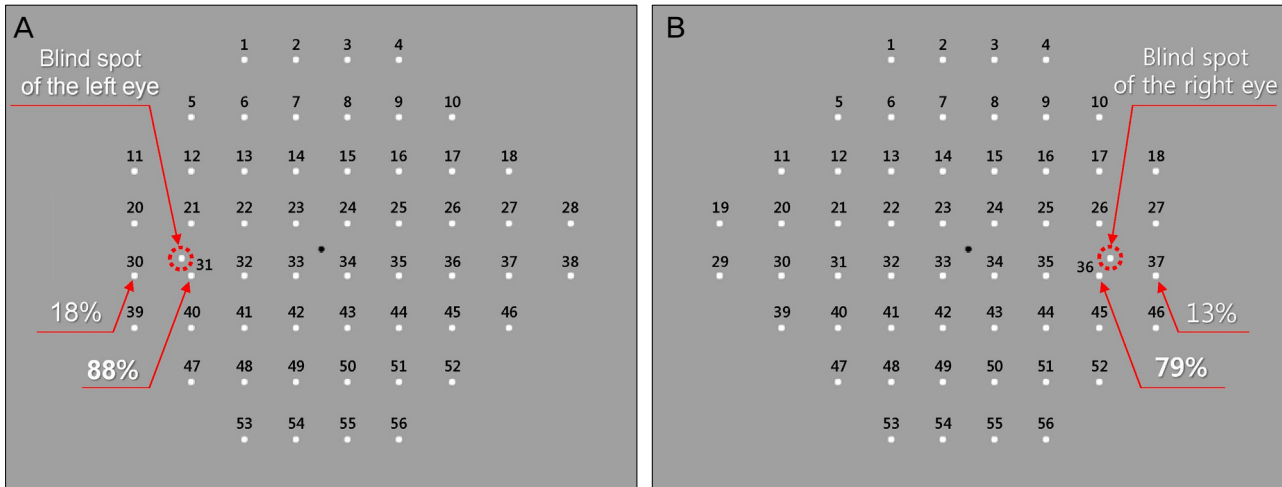 A
Blind spot
of the left eye
1 2 3 4
5 6 7 8 9 10
11 12 13 14 15 16 17 18
20 21 22 23 24 25 26 27 28
30 31 32 33 34 35 36 37 38
18%
39 40 41 42 43 44 45 46
88%
47 48 49 50 51 52
53 54 55 56
B
Blind spot
of the right eye
1 2 3 4
5 6 7 8 9 10
11 12 13 14 15 16 17 18
19 20 21 22 23 24 25 26 27
29 30 31 32 33 34 35 36 37
13%
39 40 41 42 43 44 45 46
79%
47 48 49 50 51 52
53 54 55 56